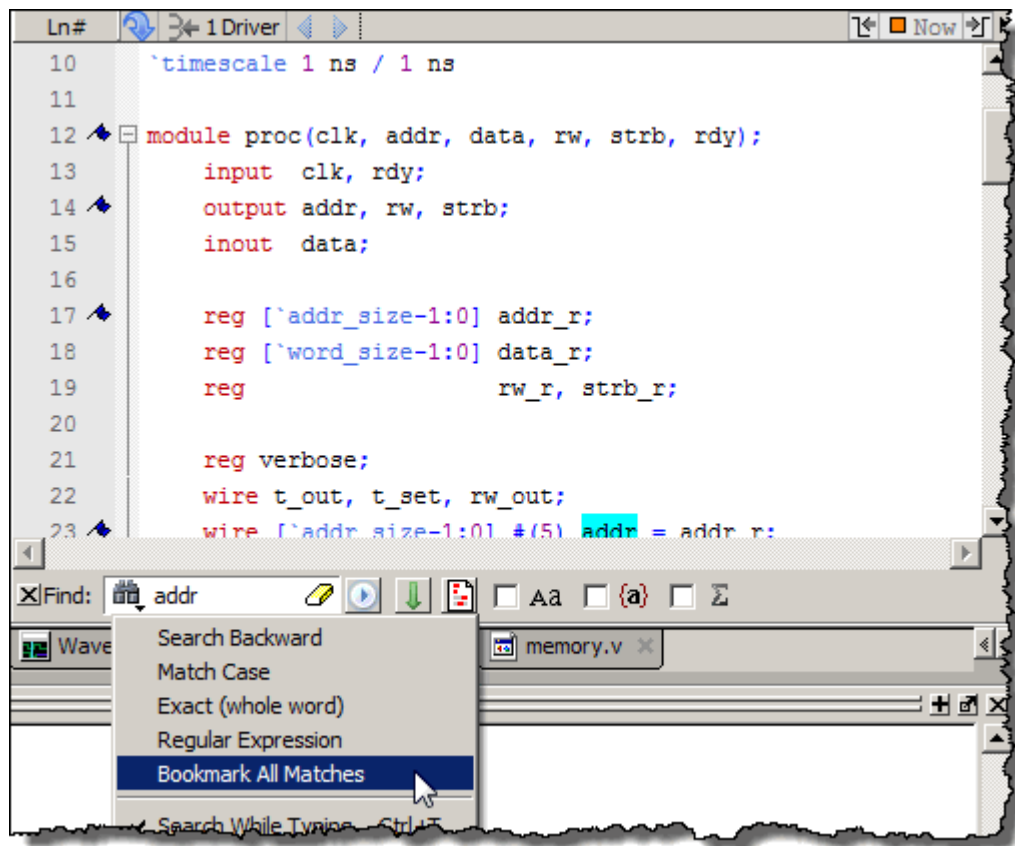 Ln# 1 Driver Now
10 `timescale 1 ns / 1 ns
11
12 module proc(clk, addr, data, rw, strb, rdy);
13 input clk, rdy;
14 output addr, rw, strb;
15 inout data;
16
17 reg [`addr_size-1:0] addr_r;
18 reg [`word_size-1:0] data_r;
19 reg rw_r, strb_r;
20
21 reg verbose;
22 wire t_out, t_set, rw_out;
23 wire [`addr_size-1:0] #(5) addr = addr_r;
Find: addr Aa {a} Σ
Wave memory.v
Search Backward
Match Case
Exact (whole word)
Regular Expression
Bookmark All Matches
Search While Typing Ctrl+T